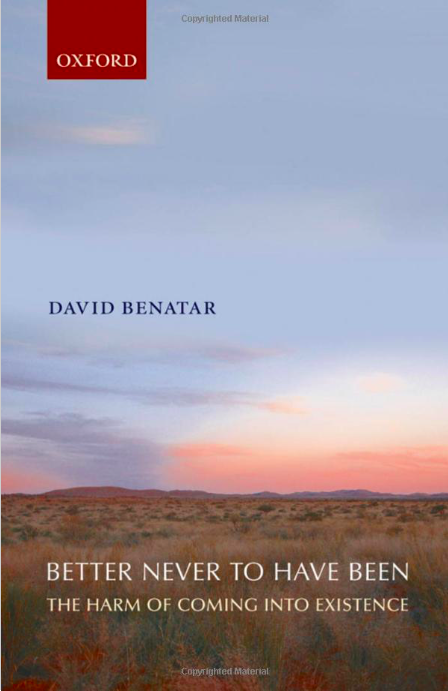 Copyrighted Material
OXFORD
DAVID BENATAR
BETTER NEVER TO HAVE BEEN
THE HARM OF COMING INTO EXISTENCE
Copyrighted Material